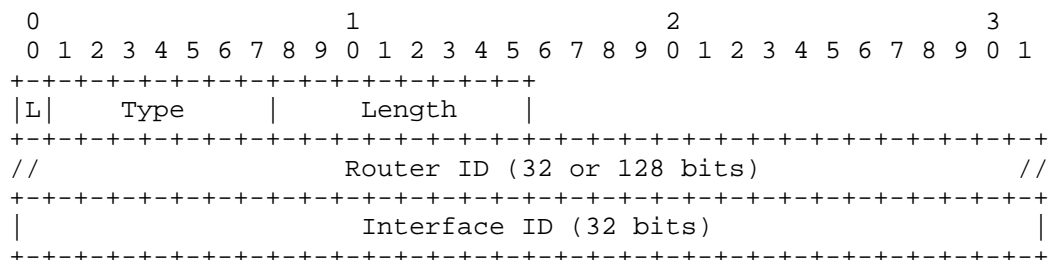 0                   1                   2                   3
 0 1 2 3 4 5 6 7 8 9 0 1 2 3 4 5 6 7 8 9 0 1 2 3 4 5 6 7 8 9 0 1
+-+-+-+-+-+-+-+-+-+-+-+-+-+-+-+-+
|L|    Type     |     Length    |
+-+-+-+-+-+-+-+-+-+-+-+-+-+-+-+-+-+-+-+-+-+-+-+-+-+-+-+-+-+-+-+-+
//                   Router ID (32 or 128 bits)                //
+-+-+-+-+-+-+-+-+-+-+-+-+-+-+-+-+-+-+-+-+-+-+-+-+-+-+-+-+-+-+-+-+
|                     Interface ID (32 bits)                    |
+-+-+-+-+-+-+-+-+-+-+-+-+-+-+-+-+-+-+-+-+-+-+-+-+-+-+-+-+-+-+-+-+